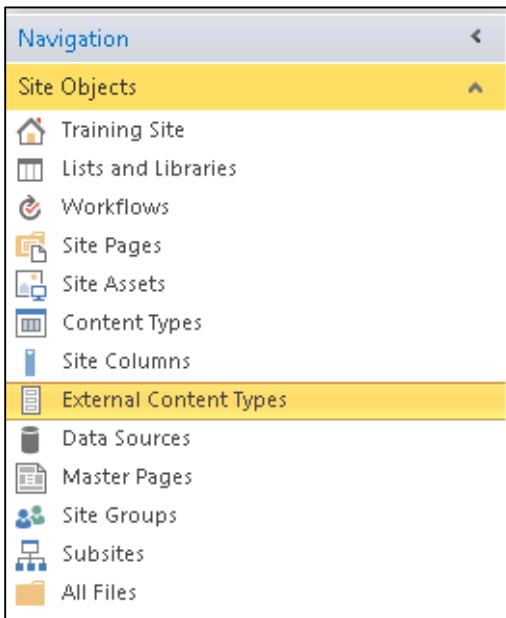 Navigation
Site Objects
Training Site
Lists and Libraries
Workflows
Site Pages
Site Assets
Content Types
Site Columns
External Content Types
Data Sources
Master Pages
Site Groups
Subsites
All Files